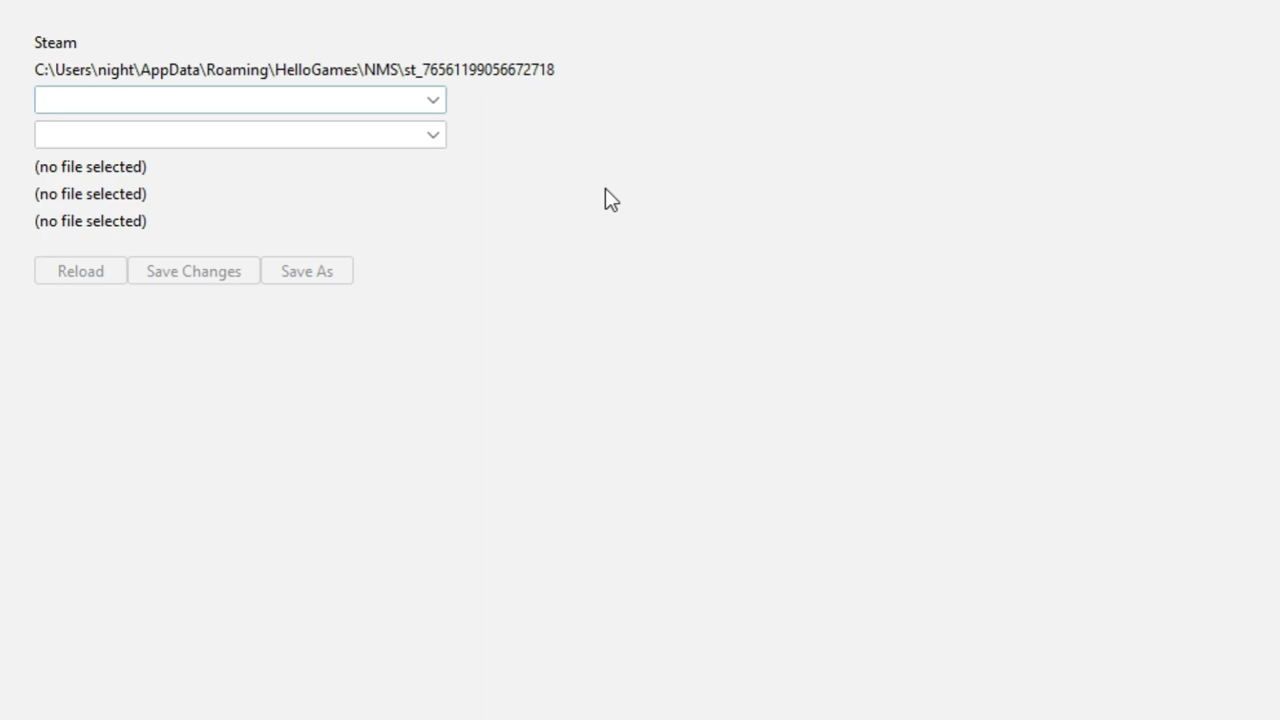 Steam
C:\Users\night\AppData\Roaming\HelloGames\NMS\st_76561199056672718
(no file selected)
(no file selected)
(no file selected)
Reload Save Changes Save As